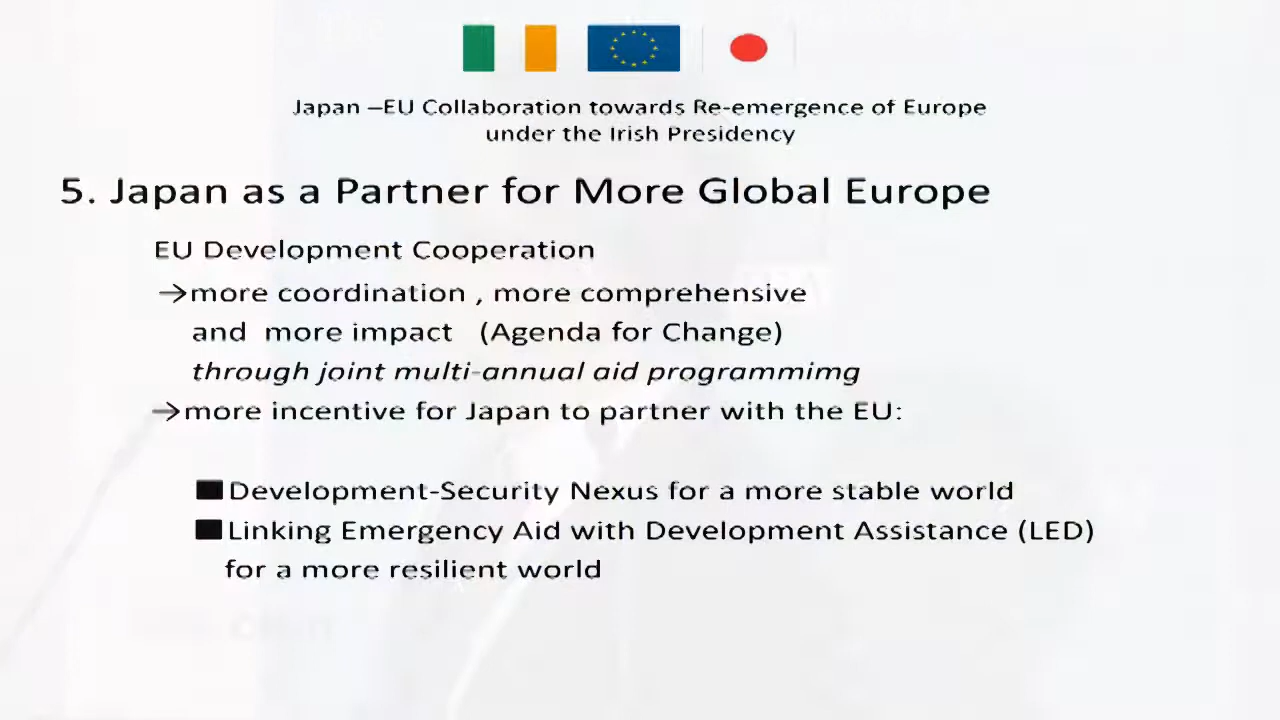 Japan –EU Collaboration towards Re-emergence of Europe
under the Irish Presidency
5. Japan as a Partner for More Global Europe
EU Development Cooperation
→more coordination , more comprehensive
and more impact (Agenda for Change)
through joint multi-annual aid programmimg
→more incentive for Japan to partner with the EU:
■Development-Security Nexus for a more stable world
■Linking Emergency Aid with Development Assistance (LED)
for a more resilient world